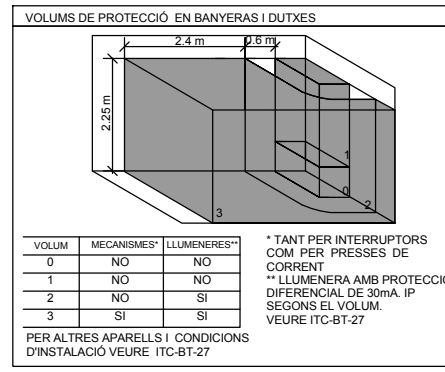 VOLUMS DE PROTECCIÓ EN BANYERAS I DUTXES
2.4 m
0.6 m
2.25 m
1
0
2
3
VOLUM MECANISMES* LLUMENERES**
0 NO NO
1 NO NO
2 NO SI
3 SI SI
PER ALTRES APARELLS I CONDICIONS
D'INSTALACIÓ VEURE ITC-BT-27
* TANT PER INTERRUPTORS
COM PER PRESSES DE
CORRENT
** LLUMENERA AMB PROTECCIÓ
DIFERENCIAL DE 30mA. IP
SEGONS EL VOLUM.
VEURE ITC-BT-27